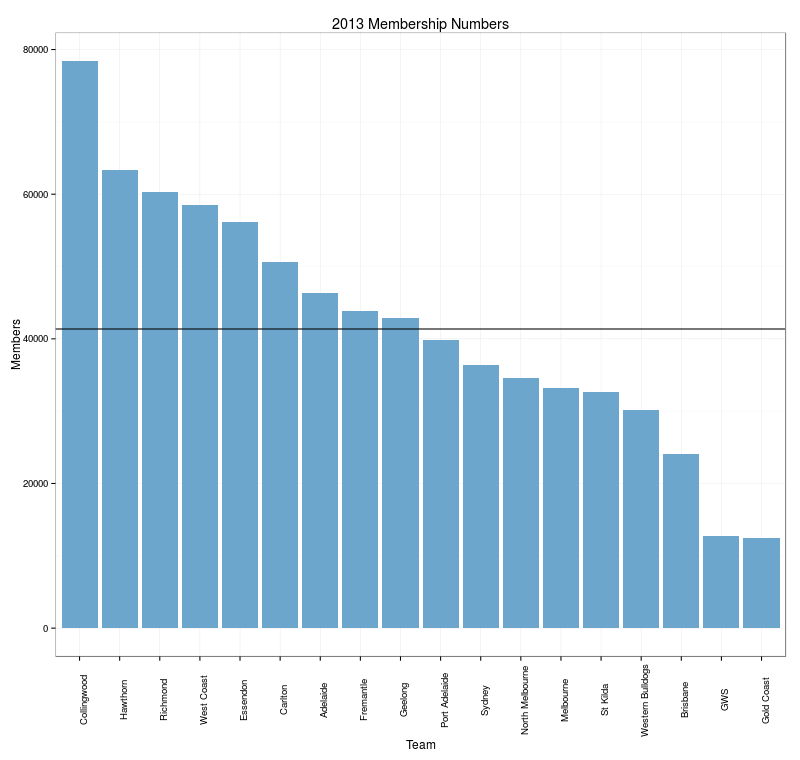 2013 Membership Numbers
80000
60000
40000
20000
0
Members
Collingwood
Hawthorn
Richmond
West Coast
Essendon
Carlton
Adelaide
Fremantle
Geelong
Port Adelaide
Sydney
North Melbourne
Melbourne
St Kilda
Western Bulldogs
Brisbane
GWS
Gold Coast
Team